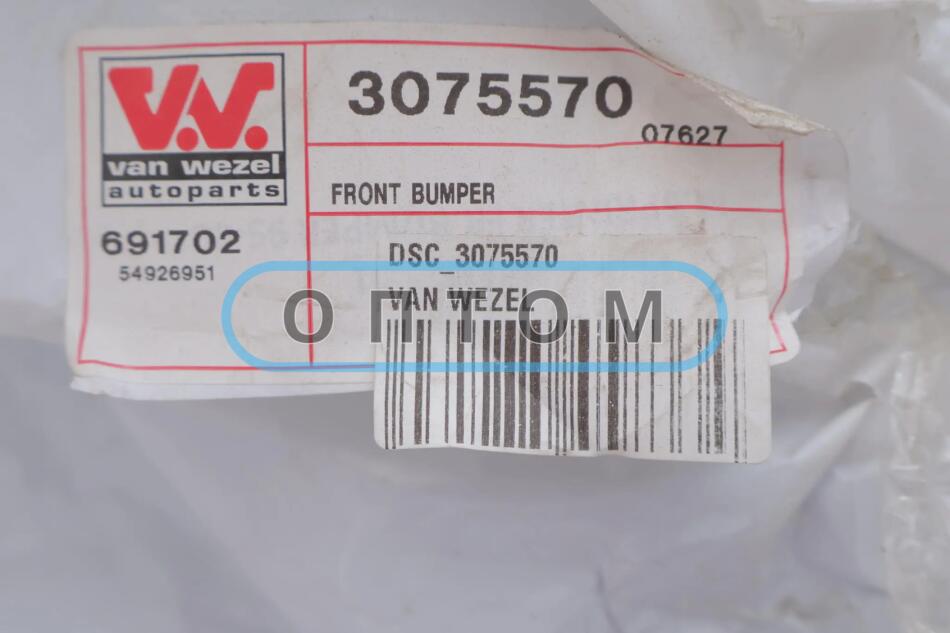 V.W.
van wezel
autoparts
691702
54926951
3075570
07627
FRONT BUMPER
DSC_3075570
VAN WEZEL
ОПТОМ